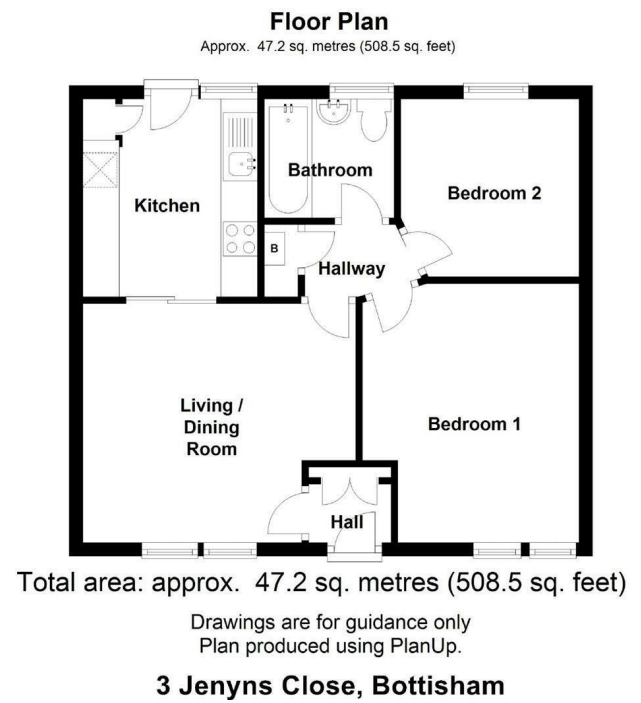 Floor Plan
Approx. 47.2 sq. metres (508.5 sq. feet)
Bathroom
Bedroom 2
Kitchen
B
Hallway
Living /
Dining
Room
Bedroom 1
Hall
Total area: approx. 47.2 sq. metres (508.5 sq. feet)
Drawings are for guidance only
Plan produced using PlanUp.
3 Jenyns Close, Bottisham